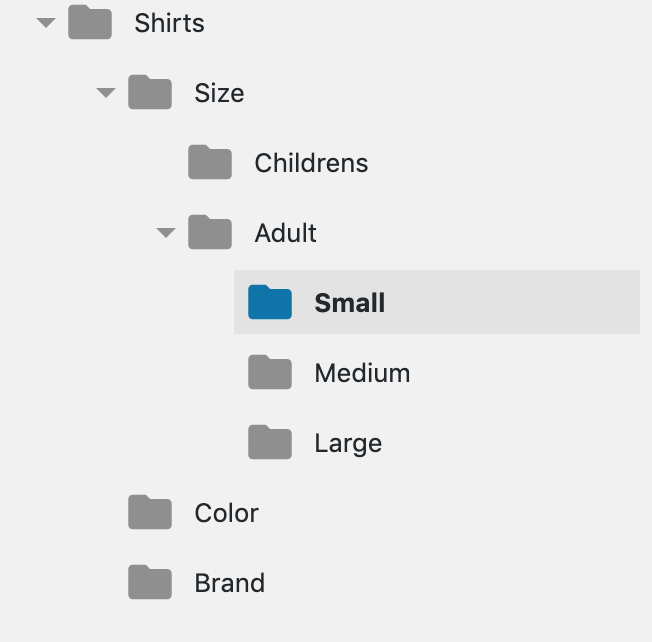 Shirts
Size
Childrens
Adult
Small
Medium
Large
Color
Brand